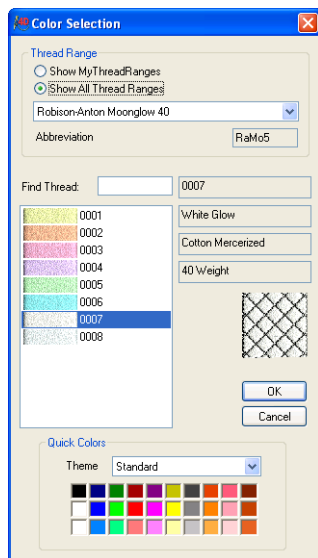 Color Selection
Thread Range
Show MyThreadRanges
Show All Thread Ranges
Robison-Anton Moonglow 40
Abbreviation RaMo5
Find Thread: 0007
0001 White Glow
0002
0003 Cotton Mercerized
0004
0005 40 Weight
0006
0007
0008
OK
Cancel
Quick Colors
Theme Standard